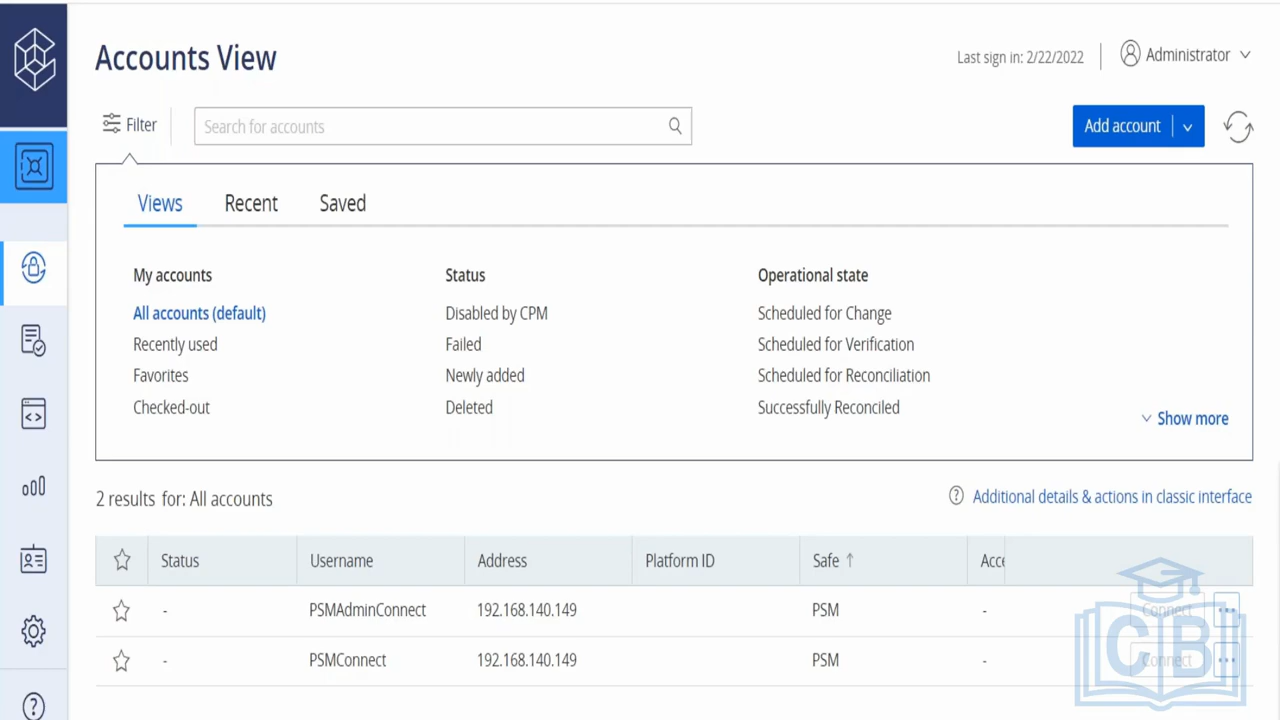 Accounts View
Last sign in: 2/22/2022
Administrator
Filter
Search for accounts
Add account
Views Recent Saved
My accounts Status Operational state
All accounts (default) Disabled by CPM Scheduled for Change
Recently used Failed Scheduled for Verification
Favorites Newly added Scheduled for Reconciliation
Checked-out Deleted Successfully Reconciled
Show more
2 results for: All accounts
Additional details & actions in classic interface
Status Username Address Platform ID Safe ↑ Acce
- PSMAdminConnect 192.168.140.149 PSM - Connect ...
- PSMConnect 192.168.140.149 PSM - Connect ...
CB